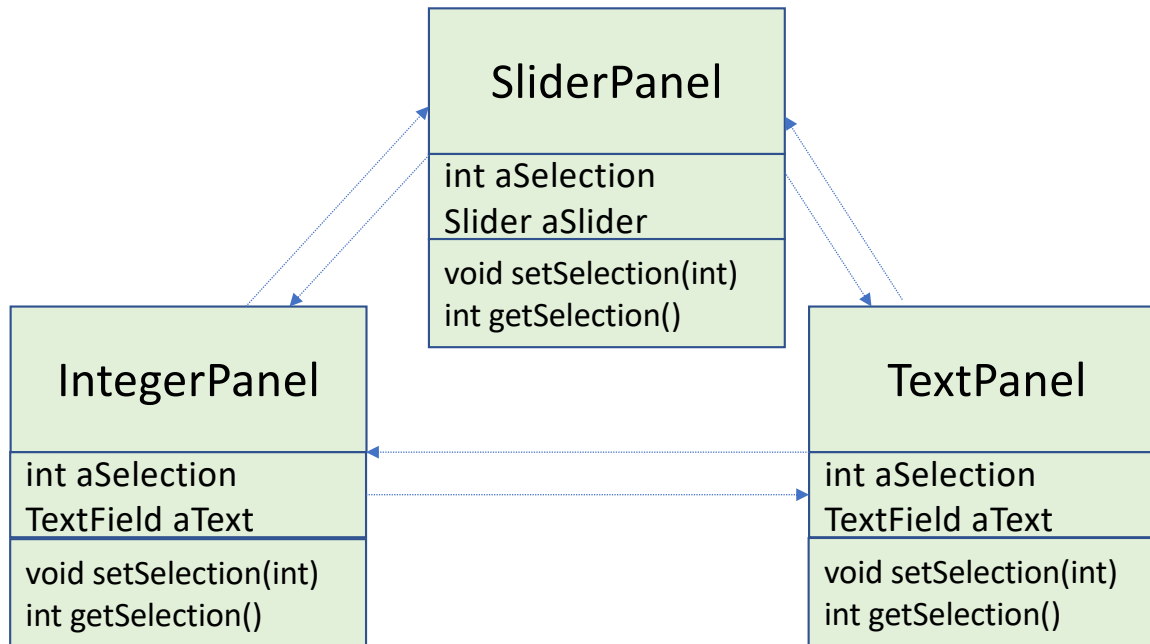 SliderPanel
int aSelection
Slider aSlider
void setSelection(int)
int getSelection()
IntegerPanel
int aSelection
TextField aText
void setSelection(int)
int getSelection()
TextPanel
int aSelection
TextField aText
void setSelection(int)
int getSelection()